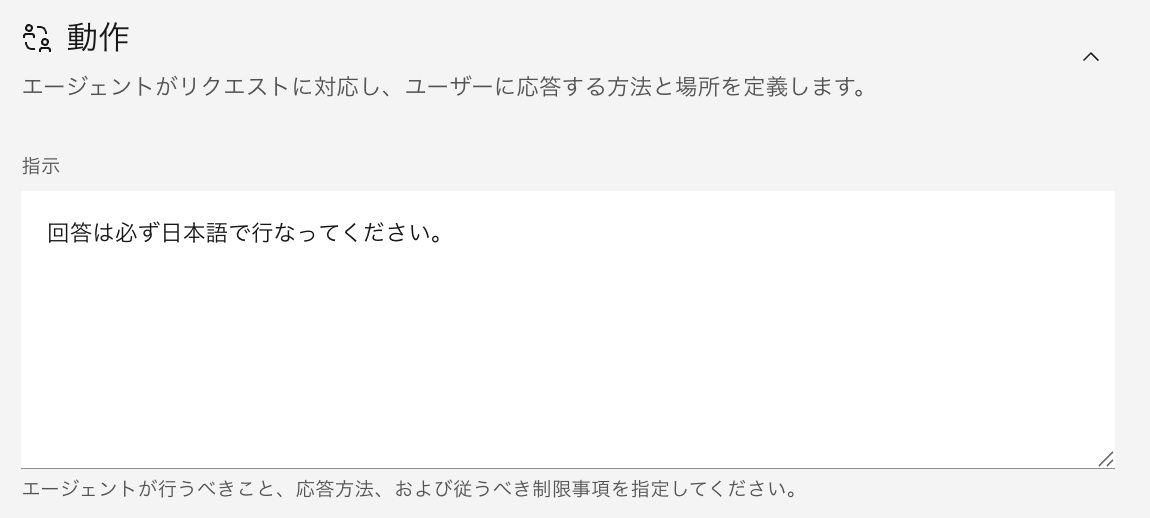 動作
エージェントがリクエストに対応し、ユーザーに応答する方法と場所を定義します。
指示
回答は必ず日本語で行なってください。
エージェントが行うべきこと、応答方法、および従うべき制限事項を指定してください。